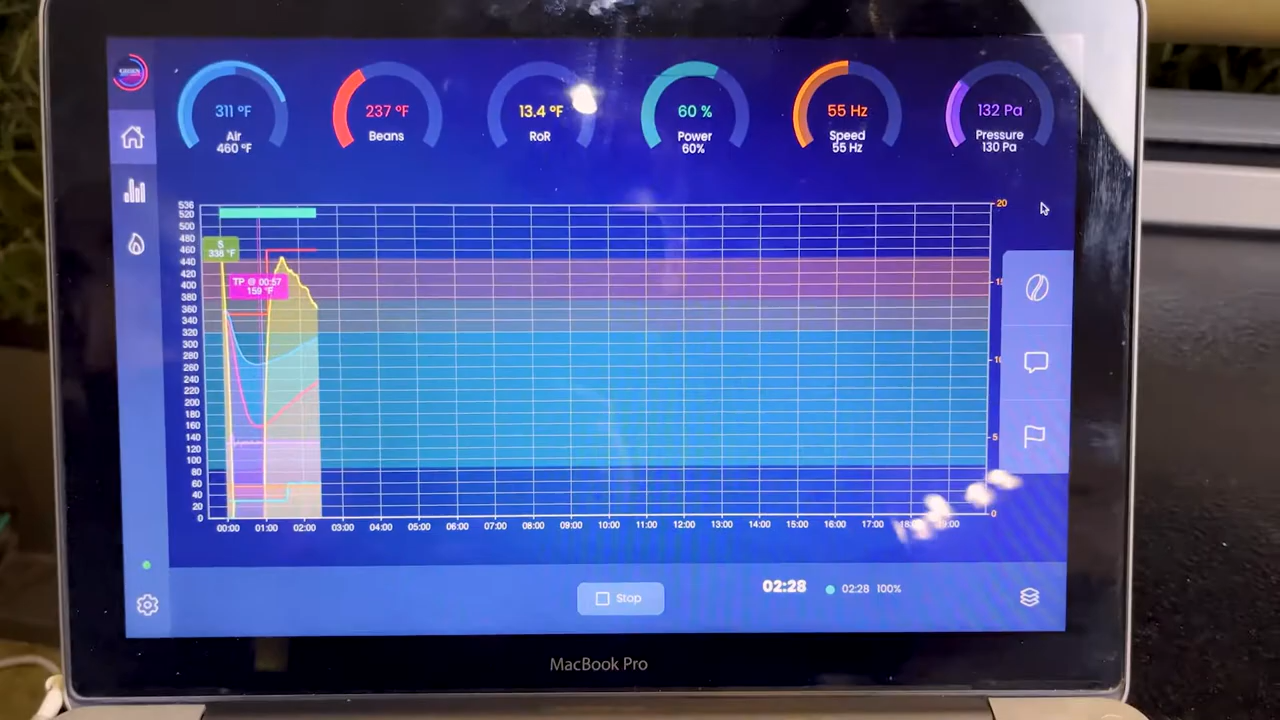 311 °F
Air
460 °F
237 °F
Beans
13.4 °F
RoR
60 %
Power
60%
55 Hz
Speed
55 Hz
132 Pa
Pressure
130 Pa
536
520
500
480
460
440
420
400
380
360
340
320
300
280
260
240
220
200
180
160
140
120
100
80
60
40
20
0
S
338 °F
TP @ 00:57
159 °F
20
10
5
0
00:00 01:00 02:00 03:00 04:00 05:00 06:00 07:00 08:00 09:00 10:00 11:00 12:00 13:00 14:00 15:00 16:00 17:00 19:00
Stop
02:28
02:28 100%
MacBook Pro